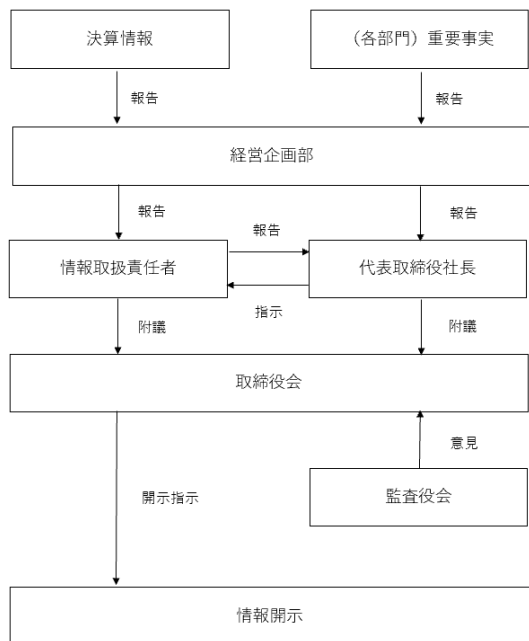 決算情報
（各部門）重要事実
報告
報告
経営企画部
報告
報告
報告
情報取扱責任者
代表取締役社長
指示
附議
附議
取締役会
意見
監査役会
開示指示
情報開示